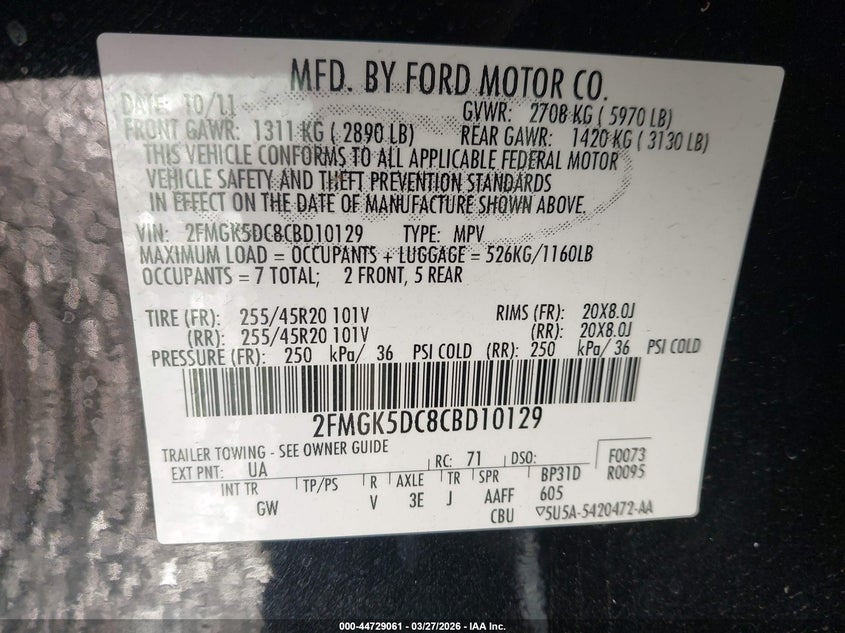 MFD. BY FORD MOTOR CO.
DATE: 10/11 GVWR: 2708 KG ( 5970 LB)
FRONT GAWR: 1311 KG ( 2890 LB) REAR GAWR: 1420 KG ( 3130 LB)
THIS VEHICLE CONFORMS TO ALL APPLICABLE FEDERAL MOTOR
VEHICLE SAFETY AND THEFT PREVENTION STANDARDS
IN EFFECT ON THE DATE OF MANUFACTURE SHOWN ABOVE.
VIN: 2FMGK5DC8CBD10129 TYPE: MPV
MAXIMUM LOAD = OCCUPANTS + LUGGAGE = 526KG/1160LB
OCCUPANTS = 7 TOTAL; 2 FRONT, 5 REAR
TIRE (FR): 255/45R20 101V RIMS (FR): 20X8.0J
(RR): 255/45R20 101V (RR): 20X8.0J
PRESSURE (FR): 250 kPa/ 36 PSI COLD (RR): 250 kPa/ 36 PSI COLD
2FMGK5DC8CBD10129
TRAILER TOWING - SEE OWNER GUIDE
EXT PNT: UA RC: 71 DSO: F0073
R0095
INT TR TP/PS R AXLE TR SPR BP31D
GW V 3E J AAFF 605
CBU ▽5U5A-5420472-AA
000-44729061 - 03/27/2026 - IAA Inc.